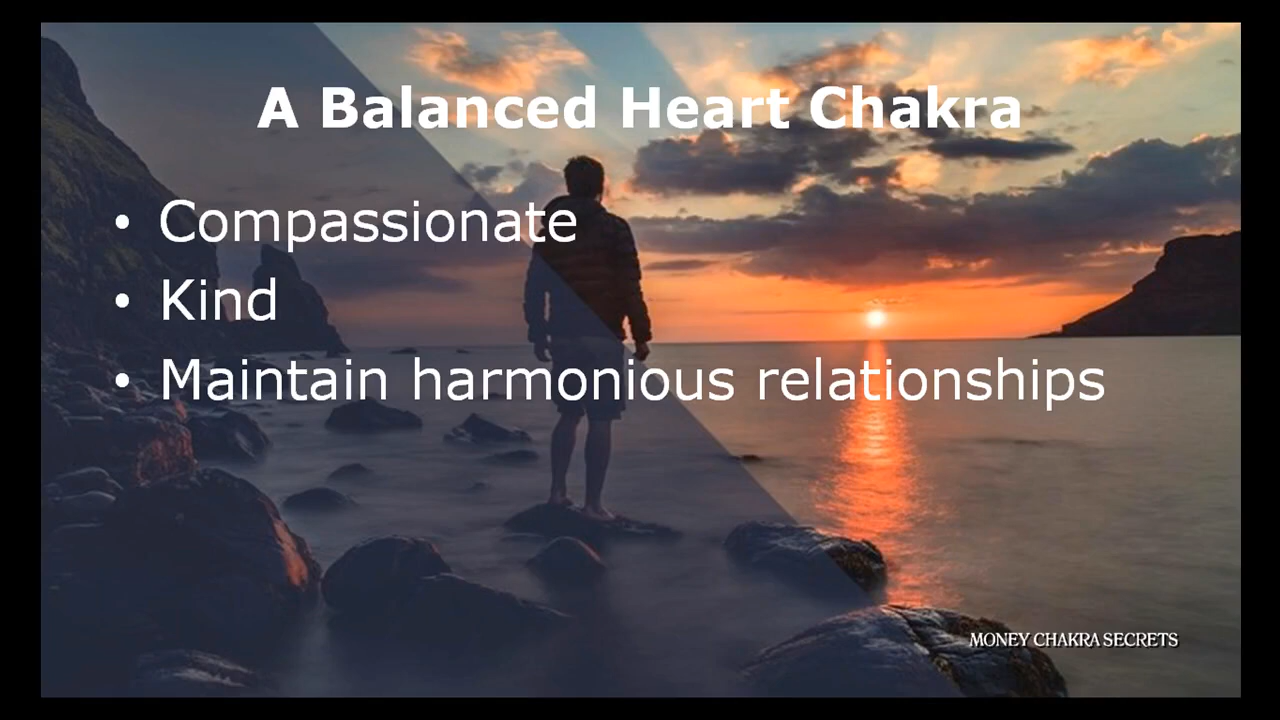 A Balanced Heart Chakra
• Compassionate
• Kind
• Maintain harmonious relationships
MONEY CHAKRA SECRETS